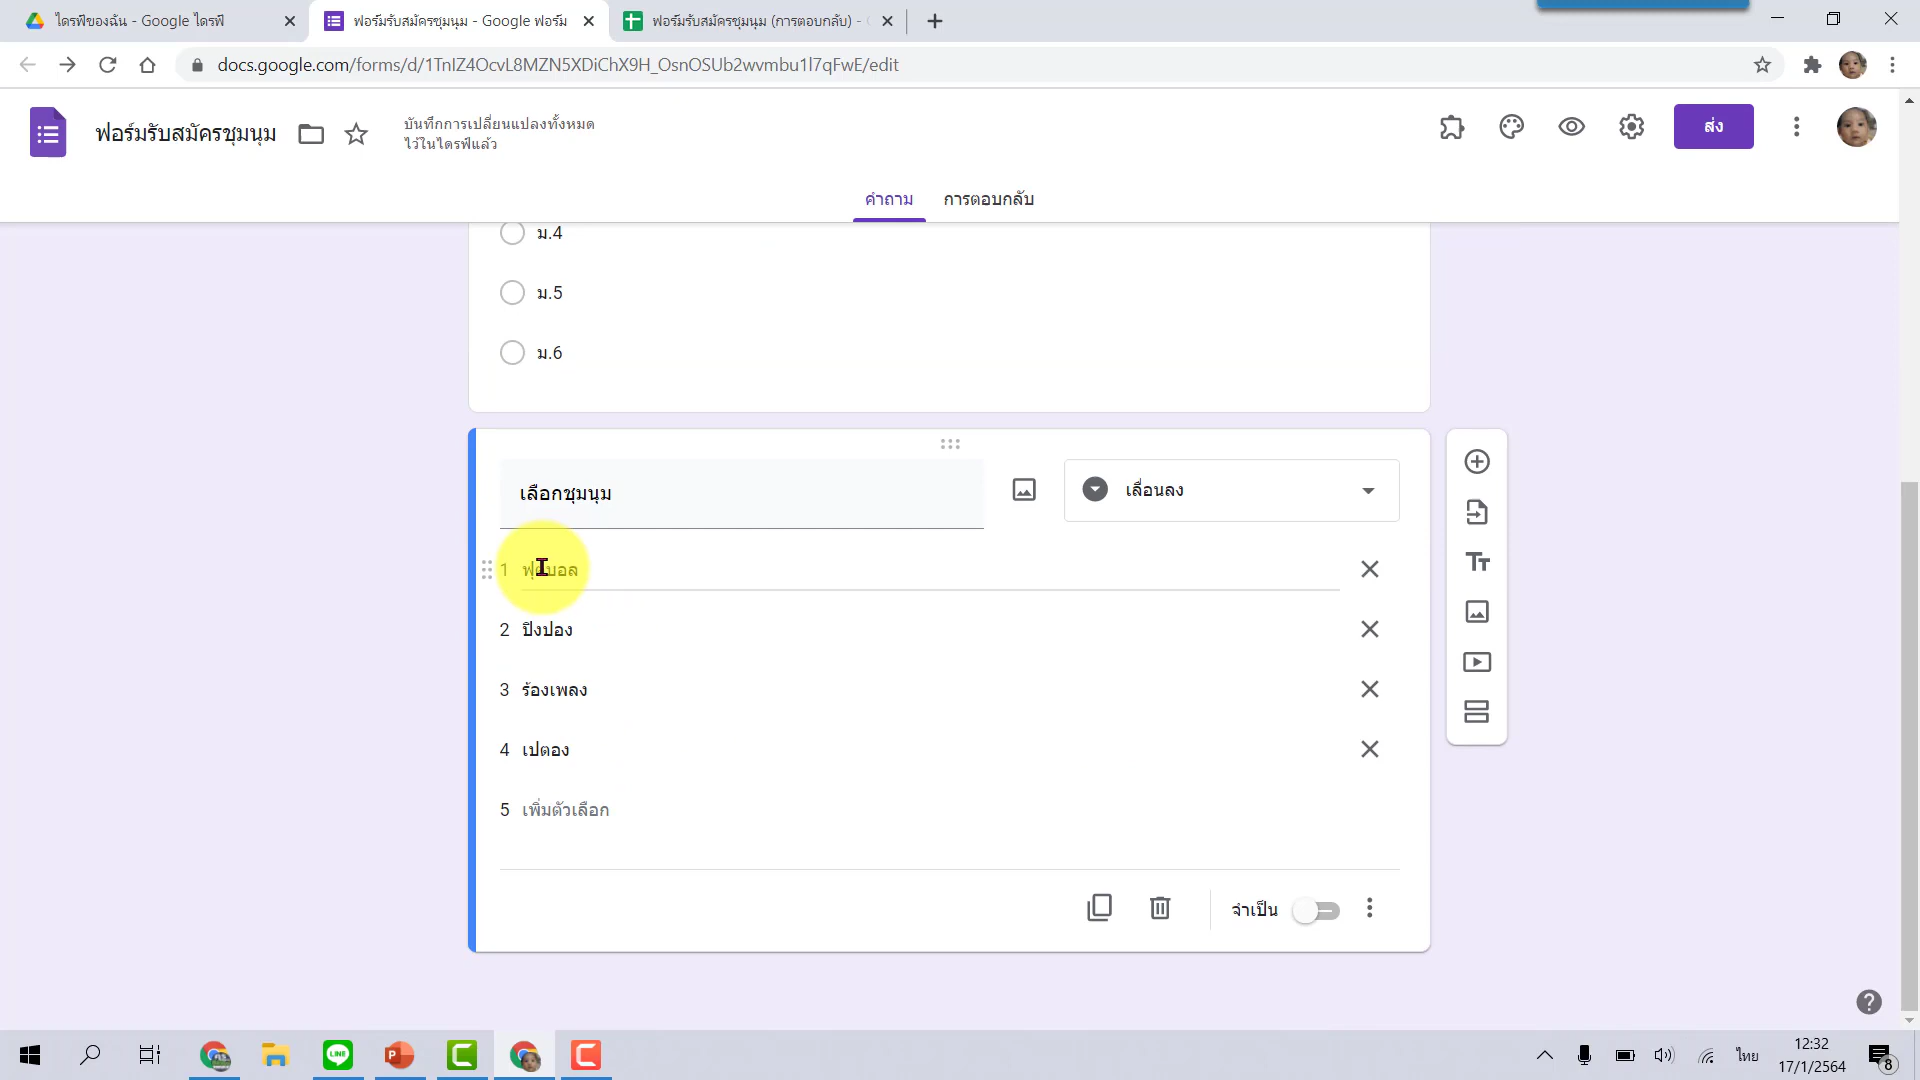 ไดรฟ์ของฉัน - Google ไดรฟ์
ฟอร์มรับสมัครชุมนุม - Google ฟอร์ม
ฟอร์มรับสมัครชุมนุม (การตอบกลับ) -
docs.google.com/forms/d/1TnIZ4OcvL8MZN5XDiChX9H_OsnOSUb2wvmbu1l7qFwE/edit
ฟอร์มรับสมัครชุมนุม
บันทึกการเปลี่ยนแปลงทั้งหมด
ไว้ในไดรฟ์แล้ว
ส่ง
คำถาม
การตอบกลับ
ม.4
ม.5
ม.6
เลือกชุมนุม
เลื่อนลง
1 ฟุตบอล
2 ปิงปอง
3 ร้องเพลง
4 เปตอง
5 เพิ่มตัวเลือก
จำเป็น
Tт
LINE
P
C
C
ไทย
12:32
17/1/2564
8